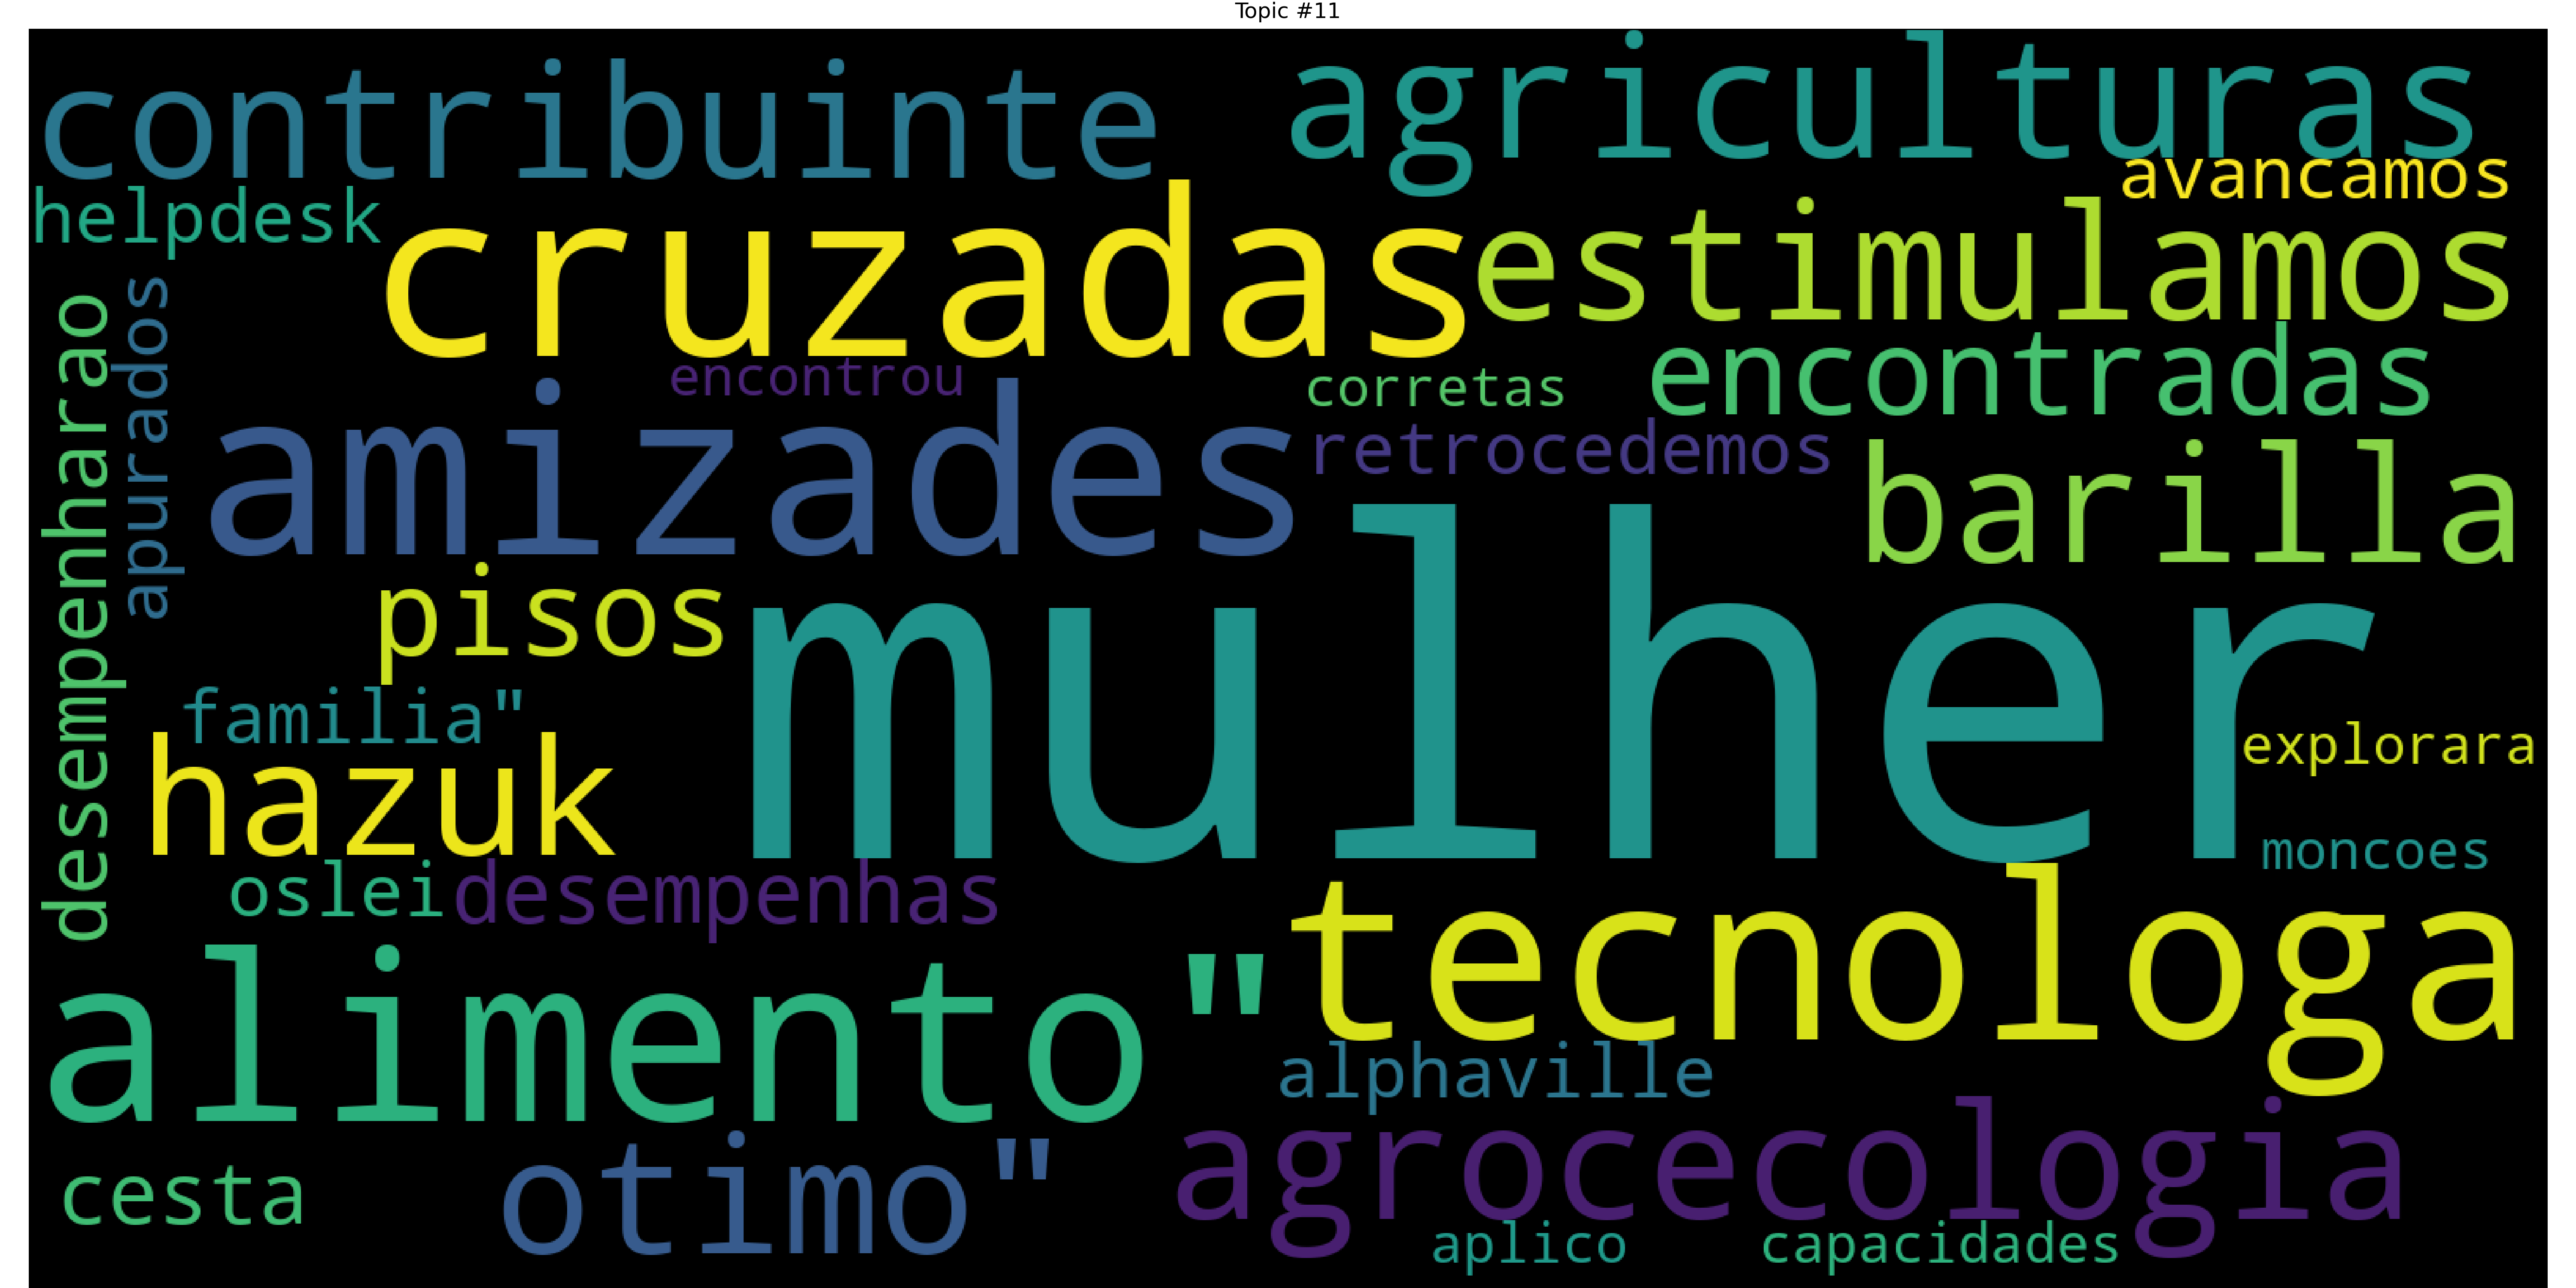 Topic #11
contribuinte
agriculturas
avancamos
helpdesk
cruzadas
estimulamos
desempenharao
apurados
encontrou
corretas
encontradas
amizades
retrocedemos
barilla
pisos
mulher
familia"
hazuk
explorara
moncoes
oslei
desempenhas
alimento"
tecnologa
alphaville
cesta
otimo"
agrocecologia
aplico
capacidades